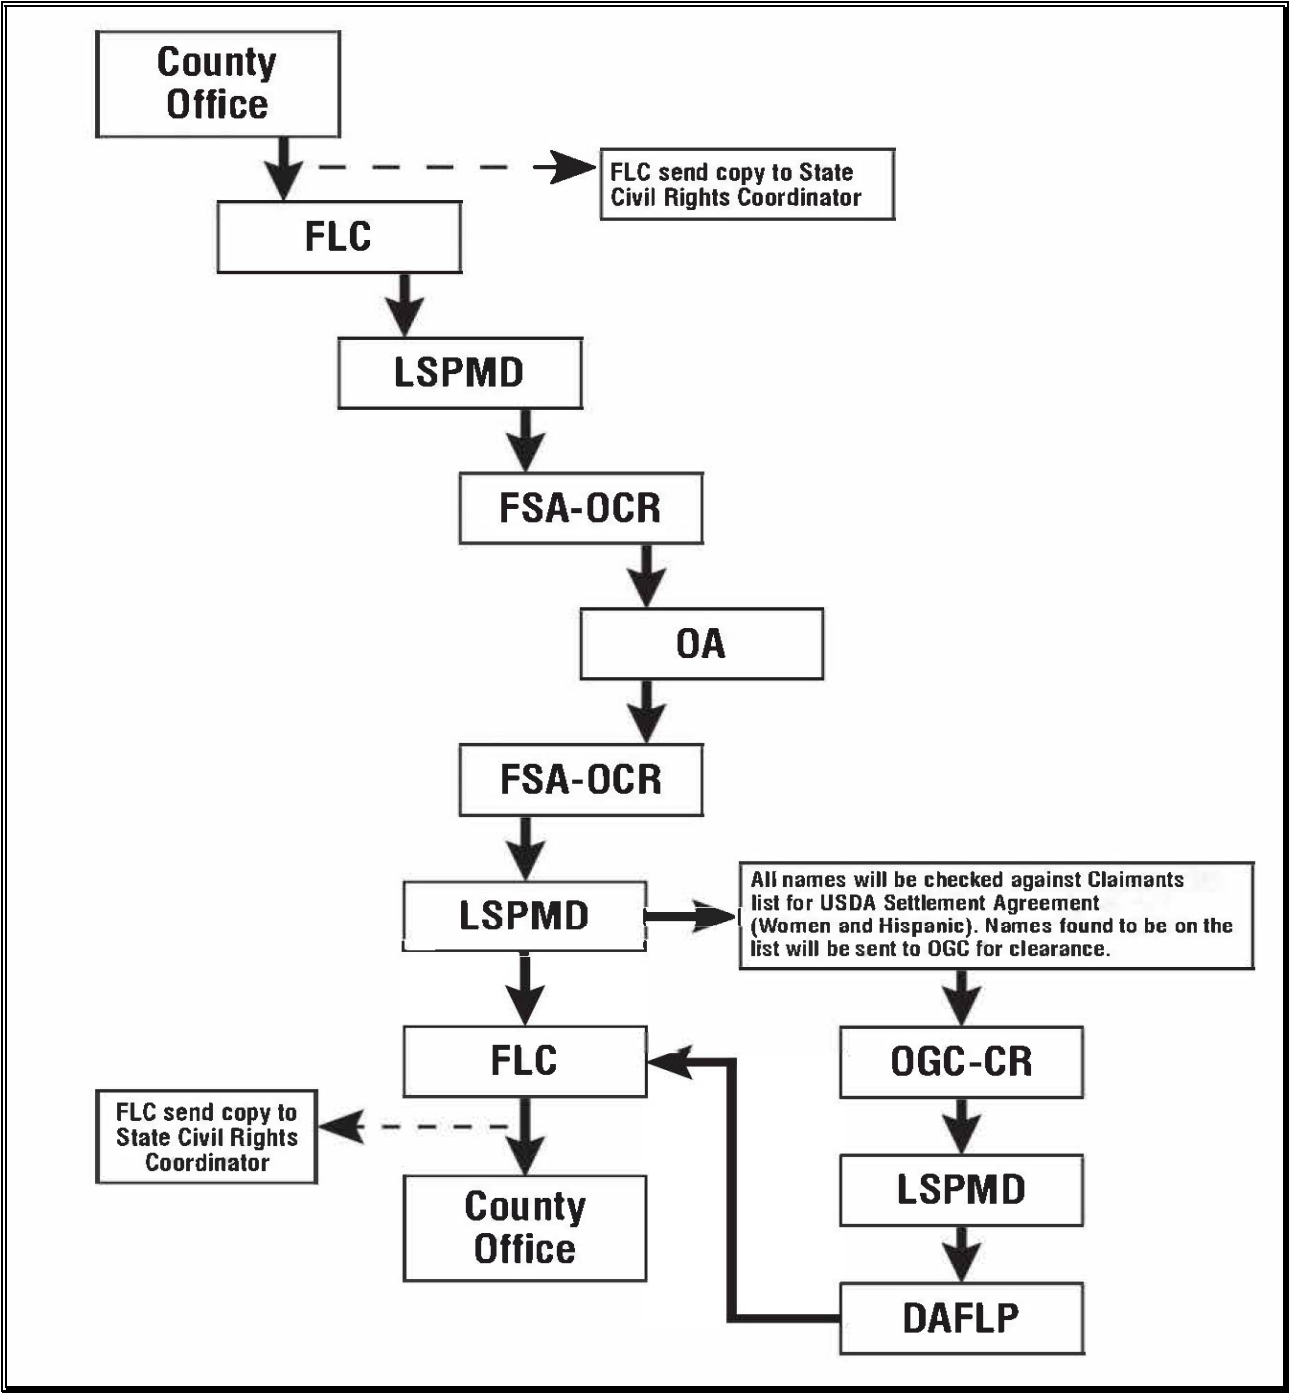 County
Office
FLC send copy to State
Civil Rights Coordinator
FLC
LSPMD
FSA-OCR
OA
FSA-OCR
LSPMD
All names will be checked against Claimants
list for USDA Settlement Agreement
(Women and Hispanic). Names found to be on the
list will be sent to OGC for clearance.
FLC
OGC-CR
FLC send copy to
State Civil Rights
Coordinator
LSPMD
County
Office
DAFLP